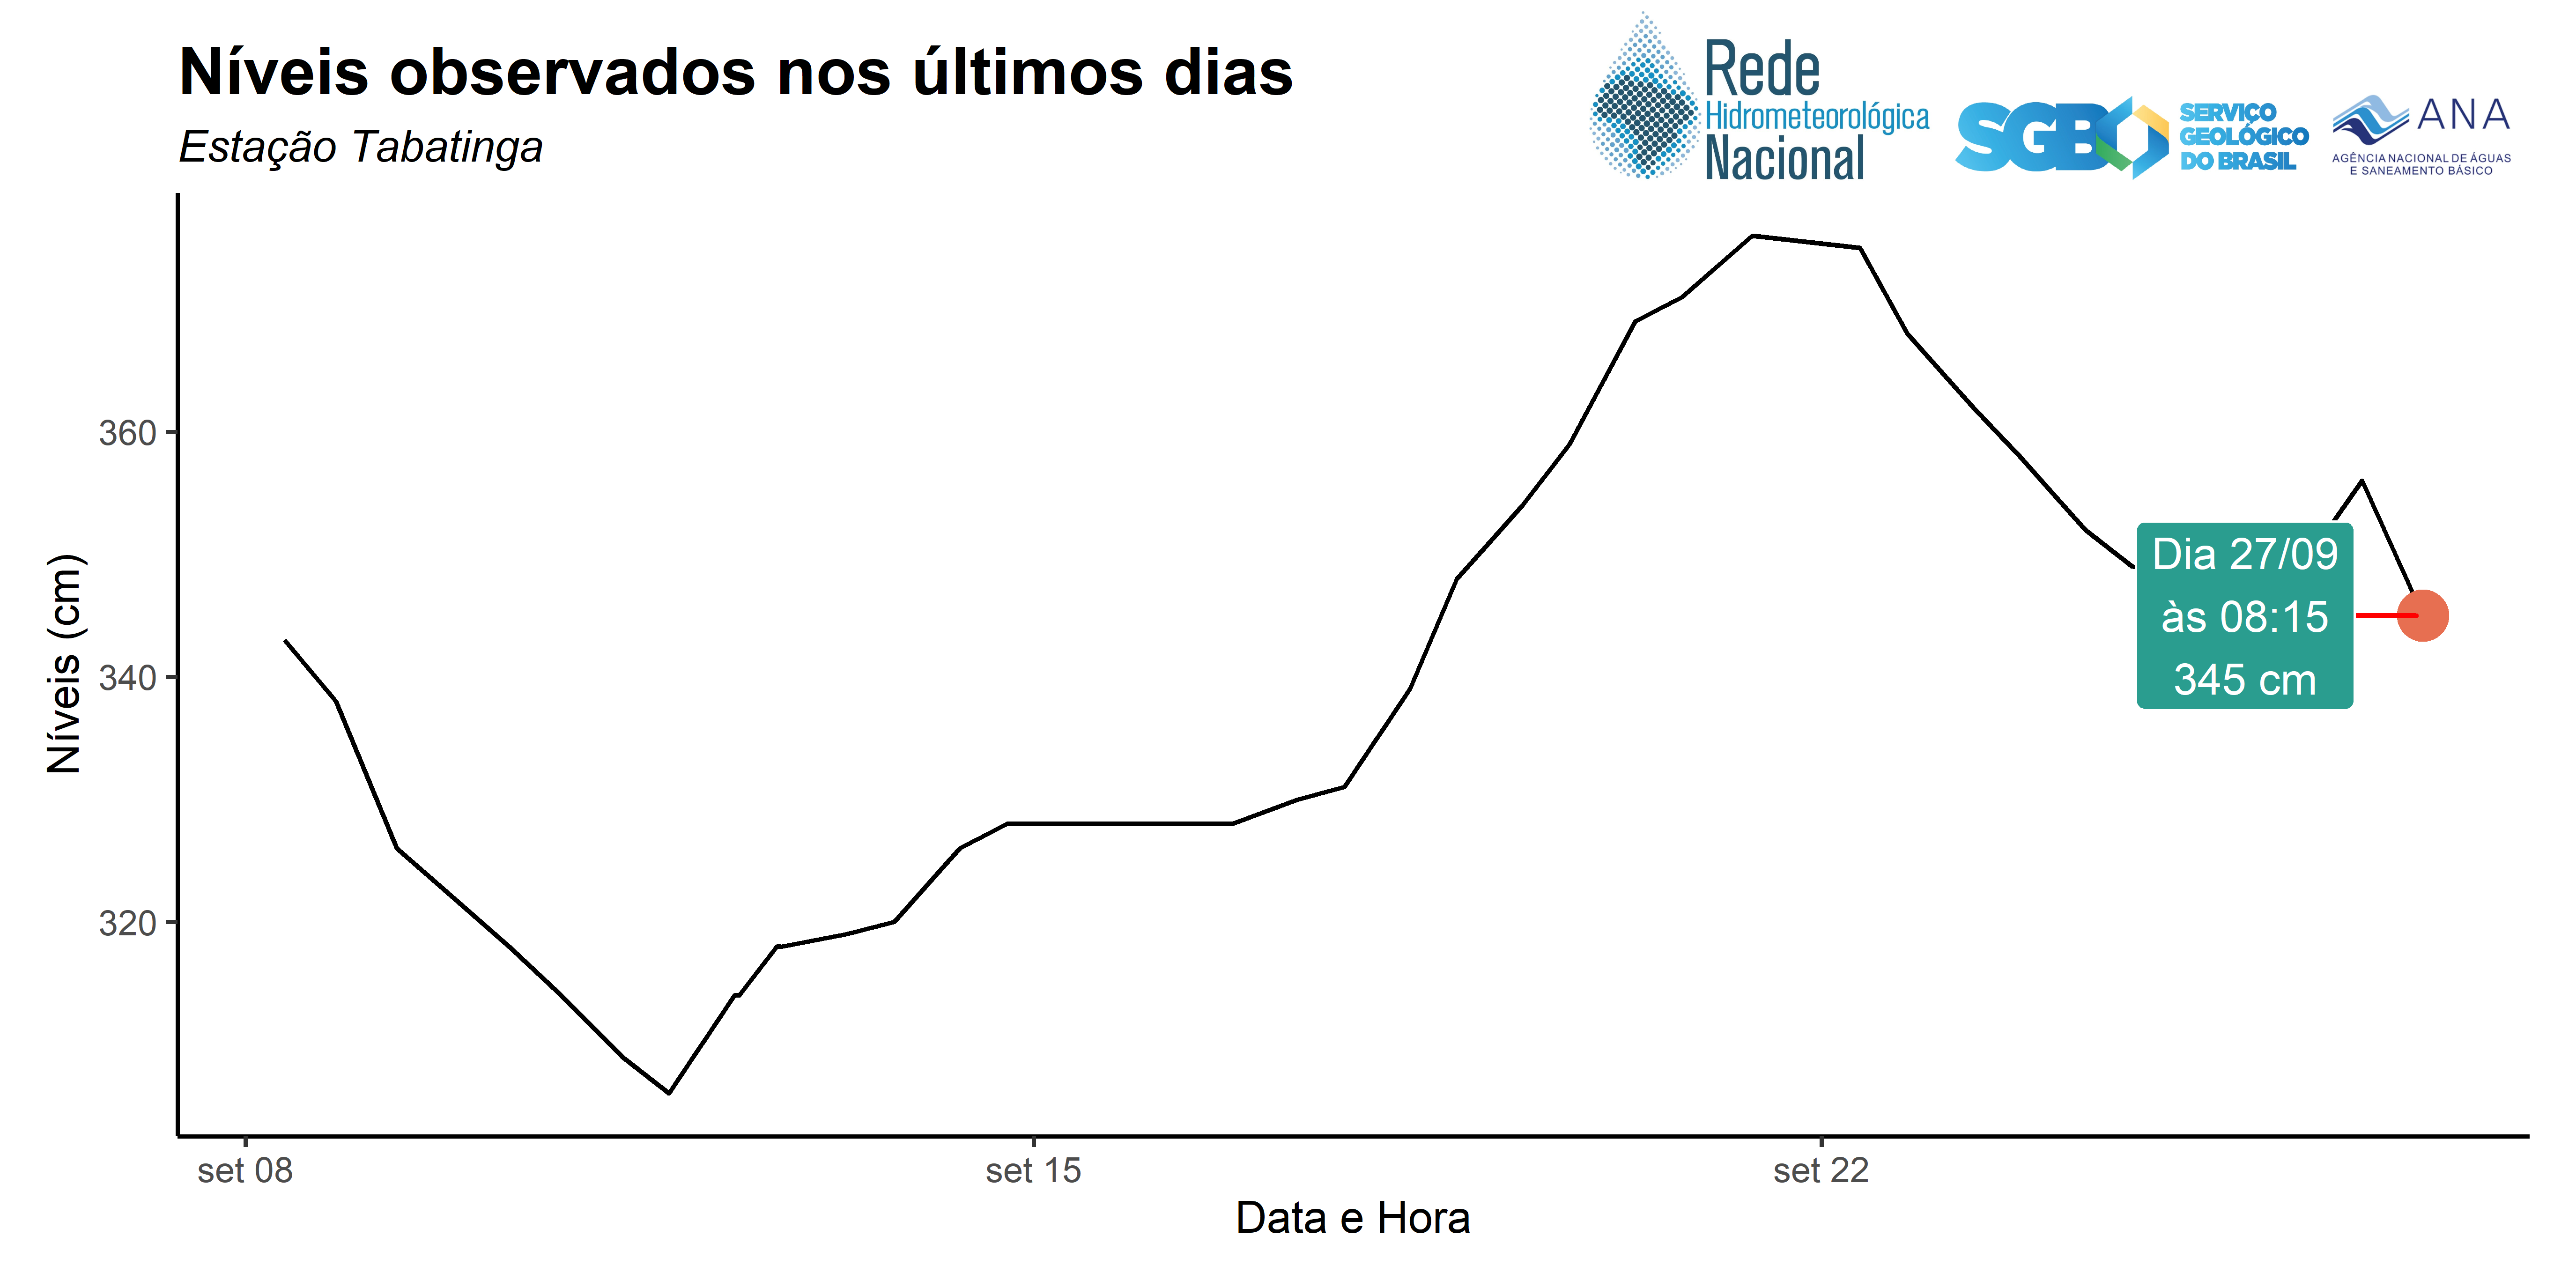 Níveis observados nos últimos dias
Estação Tabatinga
Rede
Hidrometeorológica
Nacional
SGB
SERVIÇO
GEOLÓGICO
DO BRASIL
ANA
AGÊNCIA NACIONAL DE ÁGUAS
E SANEAMENTO BÁSICO
Níveis (cm)
360
340
320
Dia 27/09
às 08:15
345 cm
set 08
set 15
set 22
Data e Hora